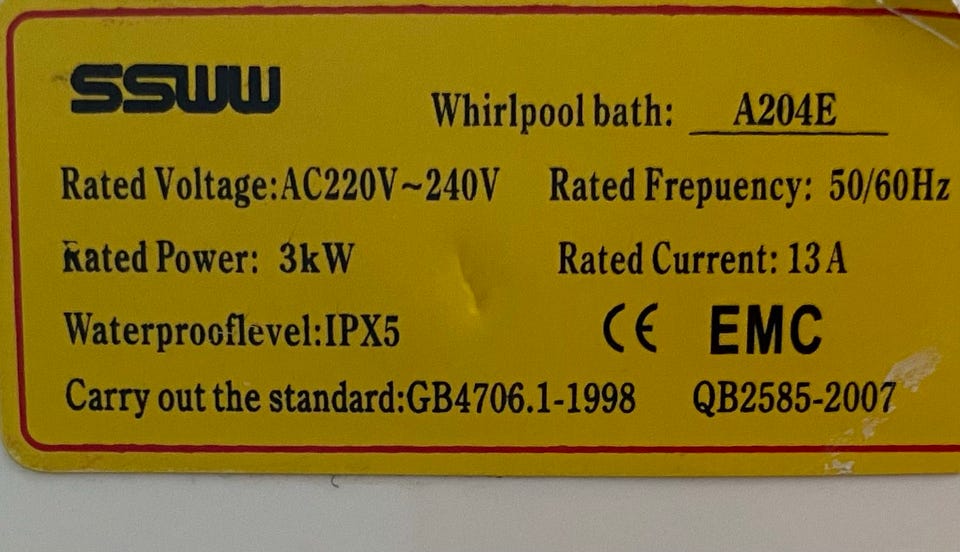 SSWW
Whirlpool bath: A204E
Rated Voltage:AC220V~240V Rated Frepuency: 50/60Hz
Rated Power: 3kW Rated Current: 13A
Waterprooflevel:IPX5 CE EMC
Carry out the standard:GB4706.1-1998 QB2585-2007